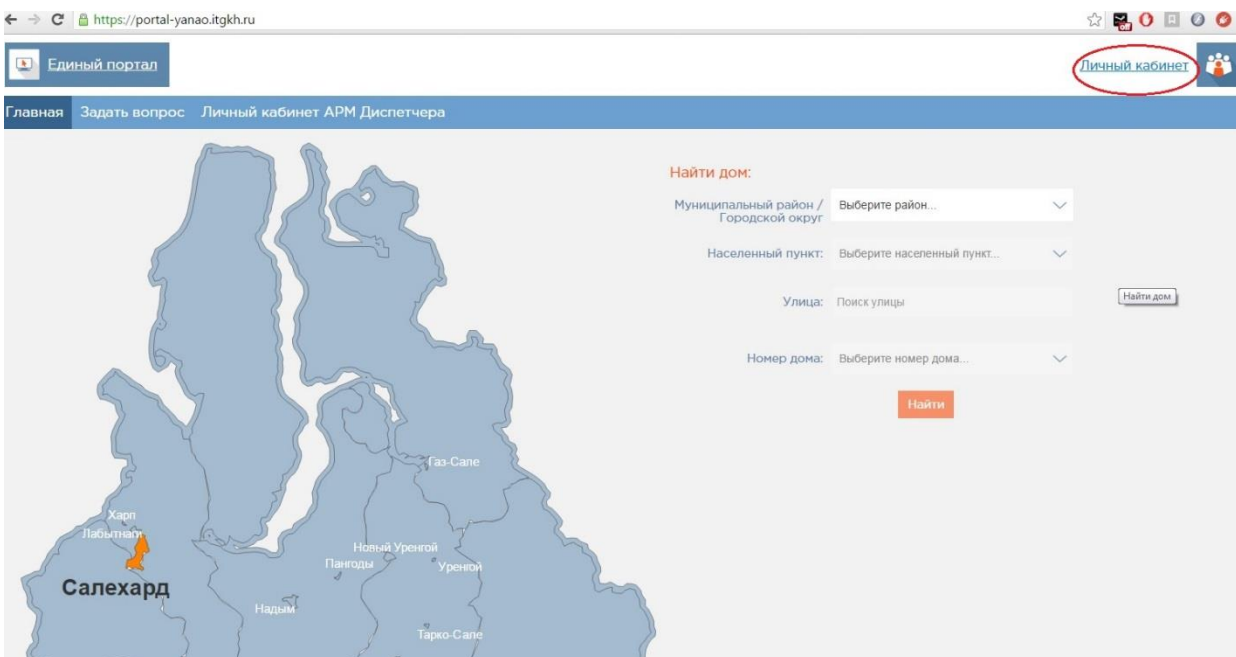 https://portal-yanao.itgkh.ru
off
Единый портал
Личный кабинет
Главная Задать вопрос Личный кабинет АРМ Диспетчера
Найти дом:
Муниципальный район /
Городской округ
Выберите район...
Населенный пункт: Выберите населенный пункт...
Улица: Поиск улицы
Найти дом
Номер дома: Выберите номер дома...
Найти
Газ-Сале
Харп
Лабытнаги
Новый Уренгой
Пангоды
Уренгой
Салехард
Надым
Тарко-Сале